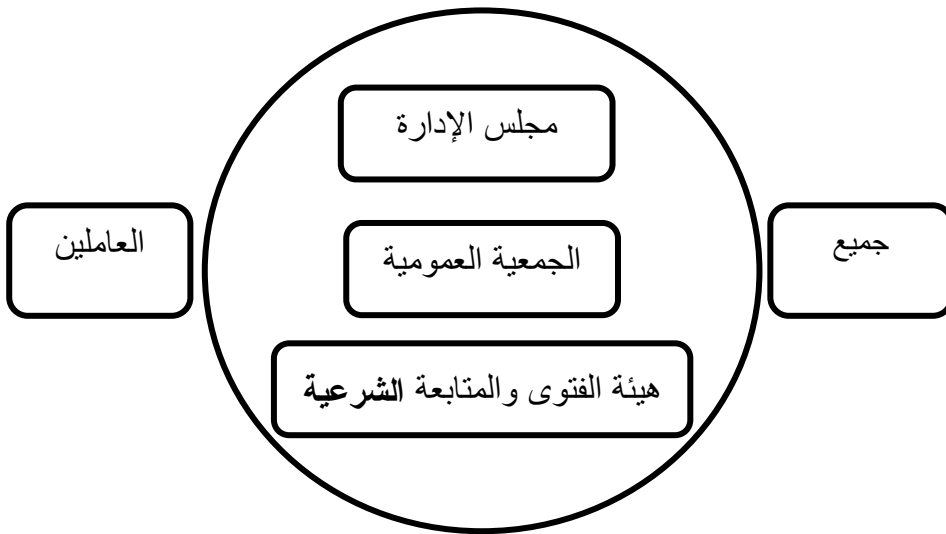 مجلس الإدارة
جميع
الجمعية العمومية
العاملين
هيئة الفتوى والمتابعة الشرعية